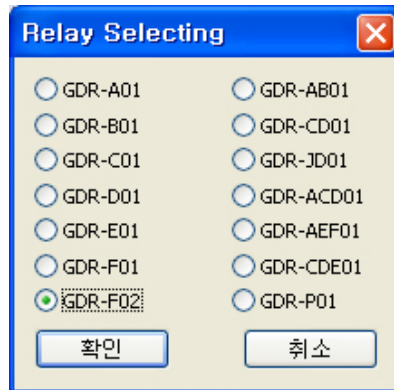 Relay Selecting
GDR-A01 GDR-AB01
GDR-B01 GDR-CD01
GDR-C01 GDR-JD01
GDR-D01 GDR-ACD01
GDR-E01 GDR-AEF01
GDR-F01 GDR-CDE01
GDR-F02 GDR-P01
확인 취소